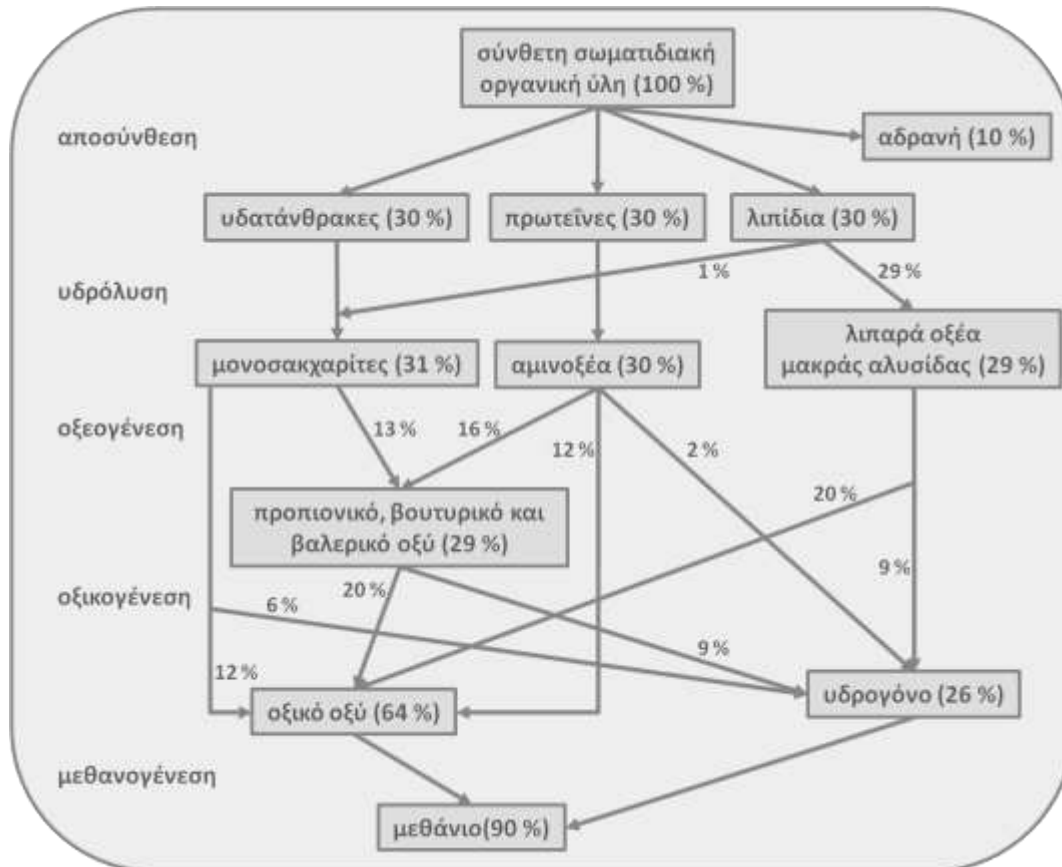 σύνθετη σωματιδιακή
οργανική ύλη (100 %)
αποσύνθεση
αδρανή (10 %)
υδατάνθρακες (30 %)
πρωτεΐνες (30 %)
λιπίδια (30 %)
1 %
29 %
υδρόλυση
λιπαρά οξέα
μακράς αλυσίδας (29 %)
μονοσακχαρίτες (31 %)
αμινοξέα (30 %)
οξεογένεση
13 %
16 %
12 %
2 %
20 %
προπιονικό, βουτυρικό και
βαλερικό οξύ (29 %)
9 %
οξικογένεση
20 %
6 %
9 %
12 %
οξικό οξύ (64 %)
υδρογόνο (26 %)
μεθανογένεση
μεθάνιο(90 %)